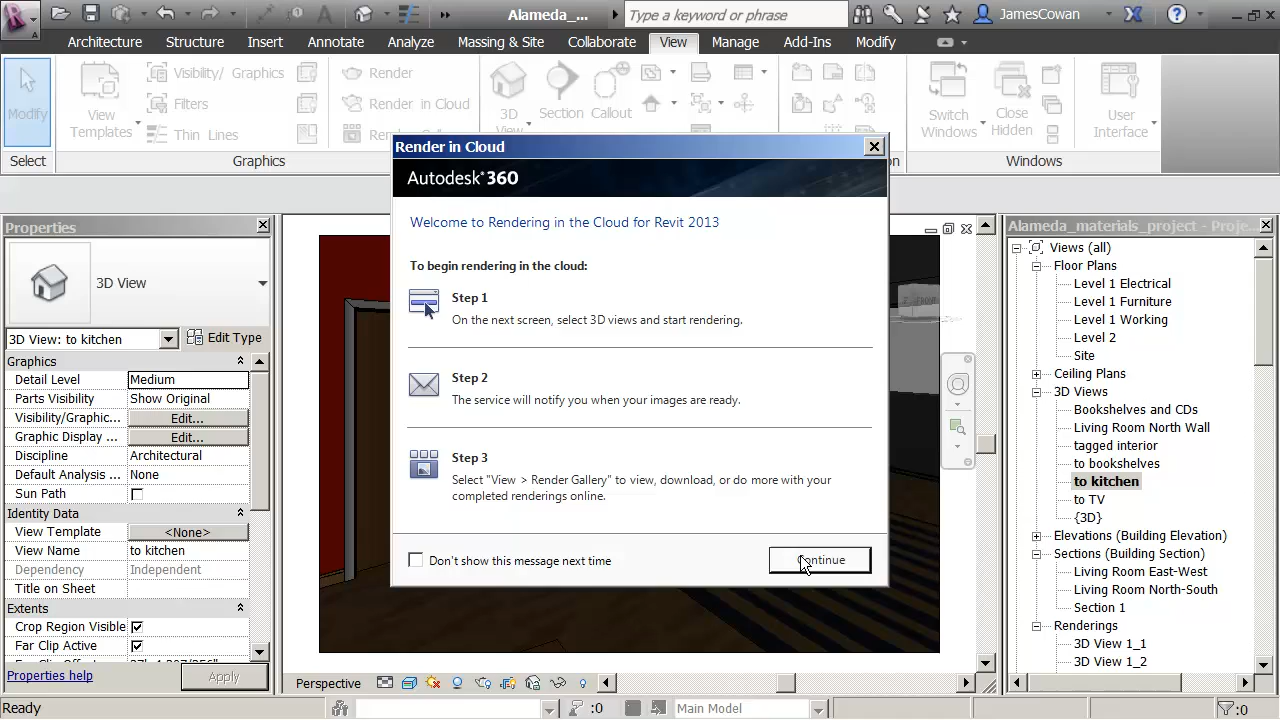 Alameda_... Type a keyword or phrase JamesCowan
Architecture Structure Insert Annotate Analyze Massing & Site Collaborate View Manage Add-Ins Modify
Modify View Templates Visibility/ Graphics Filters Thin Lines Render Render in Cloud 3D View Section Callout Switch Windows Close Hidden User Interface
Select Graphics Windows
Render in Cloud
Autodesk 360
Welcome to Rendering in the Cloud for Revit 2013
To begin rendering in the cloud:
Step 1
On the next screen, select 3D views and start rendering.
Step 2
The service will notify you when your images are ready.
Step 3
Select "View > Render Gallery" to view, download, or do more with your
completed renderings online.
Don't show this message next time
Continue
Properties
3D View
3D View: to kitchen Edit Type
Graphics
Detail Level Medium
Parts Visibility Show Original
Visibility/Graphic... Edit...
Graphic Display ... Edit...
Discipline Architectural
Default Analysis ... None
Sun Path
Identity Data
View Template <None>
View Name to kitchen
Dependency Independent
Title on Sheet
Extents
Crop Region Visible
Far Clip Active
Properties help Apply
FRONT
Alameda_materials_project - Proje...
Views (all)
Floor Plans
Level 1 Electrical
Level 1 Furniture
Level 1 Working
Level 2
Site
Ceiling Plans
3D Views
Bookshelves and CDs
Living Room North Wall
tagged interior
to bookshelves
to kitchen
to TV
{3D}
Elevations (Building Elevation)
Sections (Building Section)
Living Room East-West
Living Room North-South
Section 1
Renderings
3D View 1_1
3D View 1_2
Perspective
Ready :0 Main Model :0